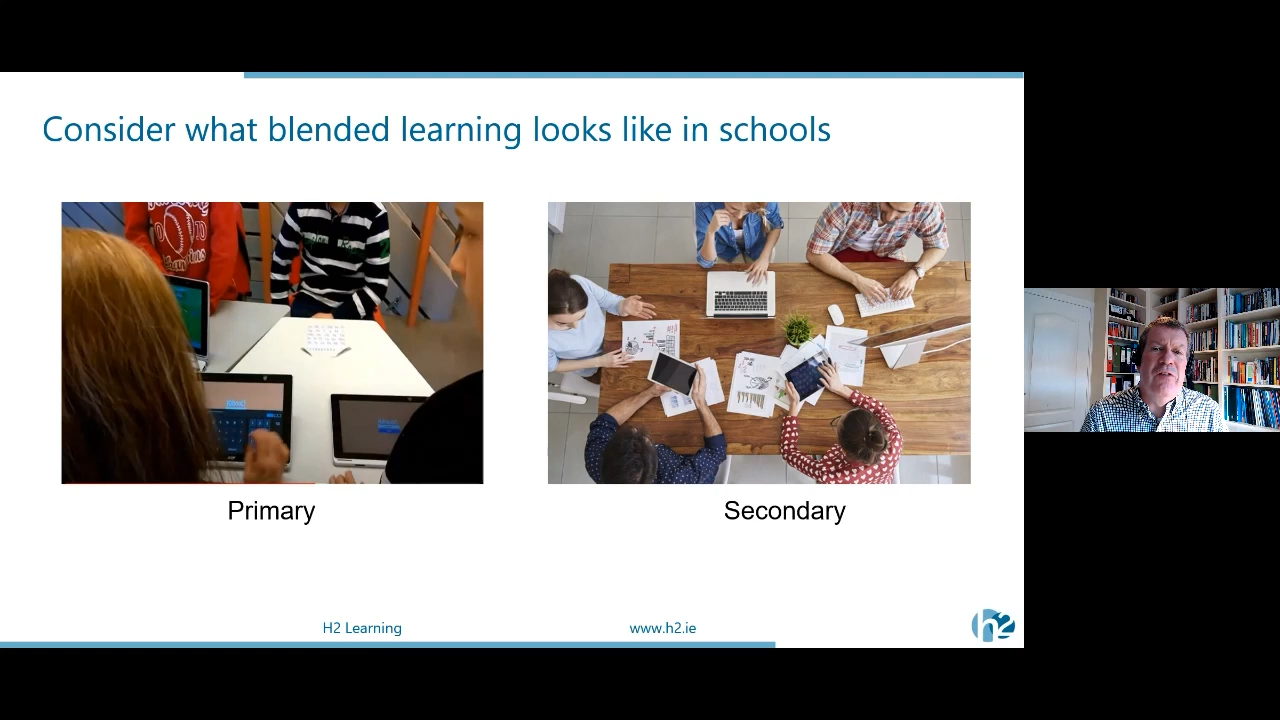 Consider what blended learning looks like in schools
Primary
Secondary
H2 Learning
www.h2.ie
h2